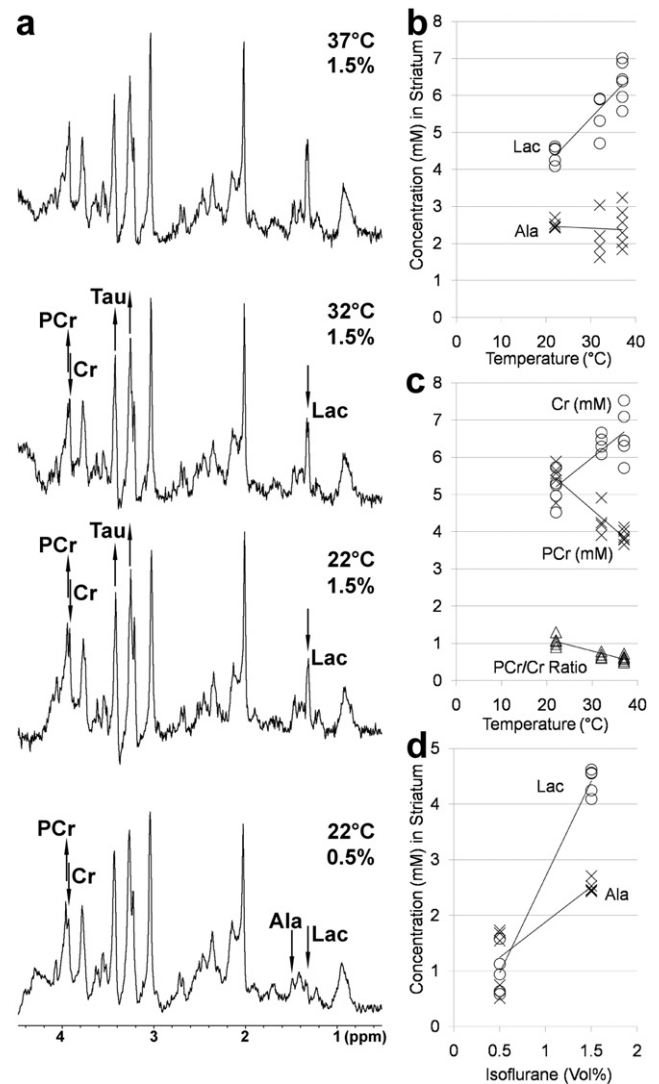 a
37°C
1.5%
32°C
1.5%
Tau
PCr
Cr
Lac
22°C
1.5%
Tau
PCr
Cr
Lac
22°C
0.5%
PCr
Cr
Ala
Lac
4 3 2 1 (ppm)
b
Concentration (mM) in Striatum
8
7
6
5
4
3
2
1
0
Lac
Ala
0 10 20 30 40
Temperature (°C)
c
8
7
6
5
4
3
2
1
0
Cr (mM)
PCr (mM)
PCr/Cr Ratio
0 10 20 30 40
Temperature (°C)
d
Concentration (mM) in Striatum
5
4
3
2
1
0
Lac
Ala
0 0.5 1 1.5 2
Isoflurane (Vol%)